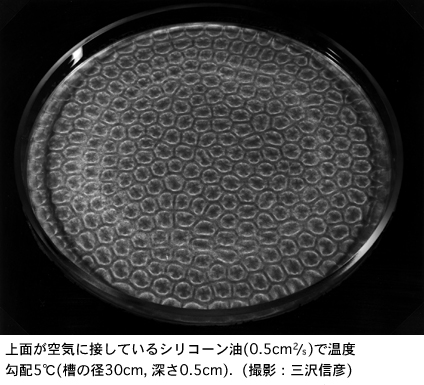 上面が空気に接しているシリコーン油(0.5cm²/s)で温度
勾配5℃(槽の径30cm, 深さ0.5cm).（撮影：三沢信彦）